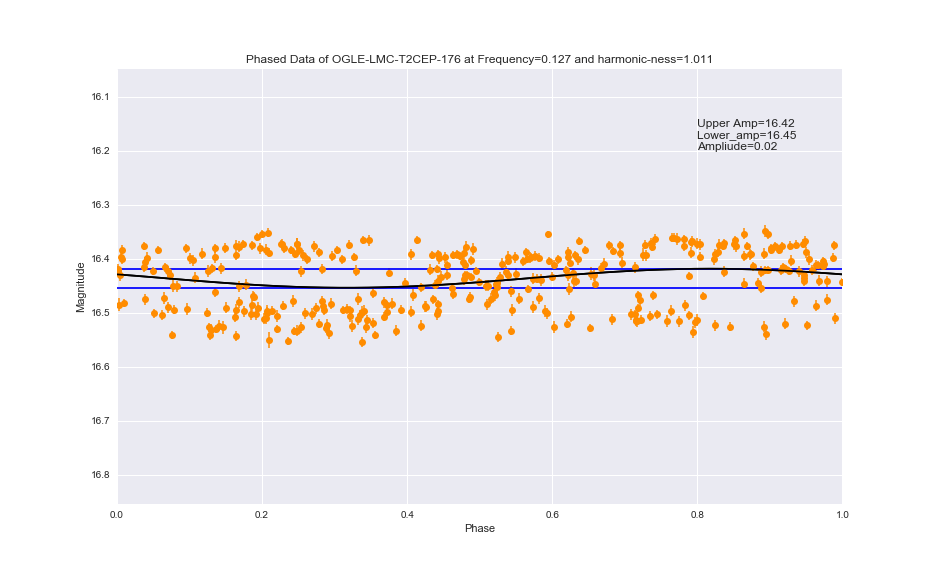 Phased Data of OGLE-LMC-T2CEP-176 at Frequency=0.127 and harmonic-ness=1.011
16.1
16.2
16.3
16.4
16.5
16.6
16.7
16.8
Magnitude
Upper Amp=16.42
Lower_amp=16.45
Ampliude=0.02
0.0 0.2 0.4 0.6 0.8 1.0
Phase